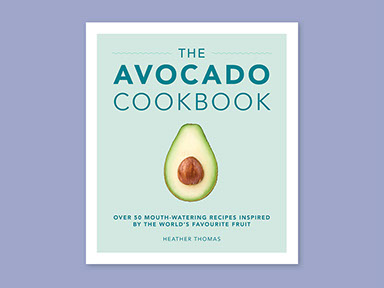 THE
AVOCADO
COOKBOOK
OVER 50 MOUTH-WATERING RECIPES INSPIRED
BY THE WORLD'S FAVOURITE FRUIT
HEATHER THOMAS